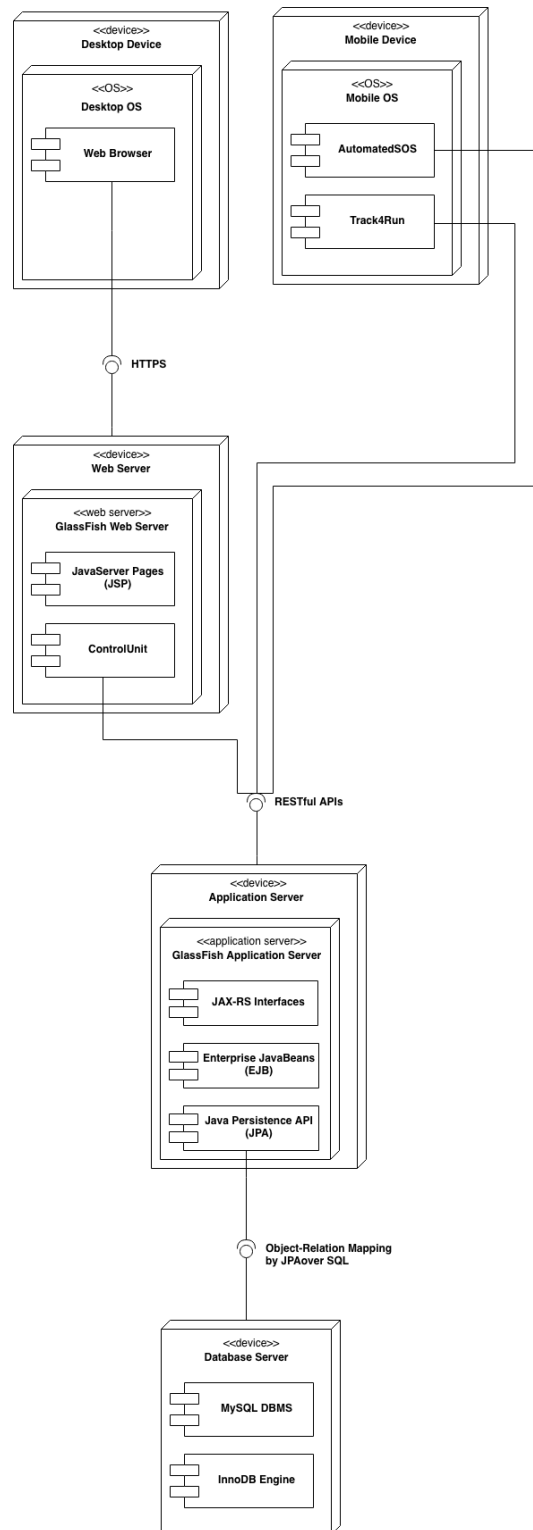 <<device>>
Desktop Device
<<OS>>
Desktop OS
Web Browser
<<device>>
Mobile Device
<<OS>>
Mobile OS
AutomatedSOS
Track4Run
HTTPS
<<device>>
Web Server
<<web server>>
GlassFish Web Server
JavaServer Pages
(JSP)
ControlUnit
RESTful APIs
<<device>>
Application Server
<<application server>>
GlassFish Application Server
JAX-RS Interfaces
Enterprise JavaBeans
(EJB)
Java Persistence API
(JPA)
Object-Relation Mapping
by JPAover SQL
<<device>>
Database Server
MySQL DBMS
InnoDB Engine